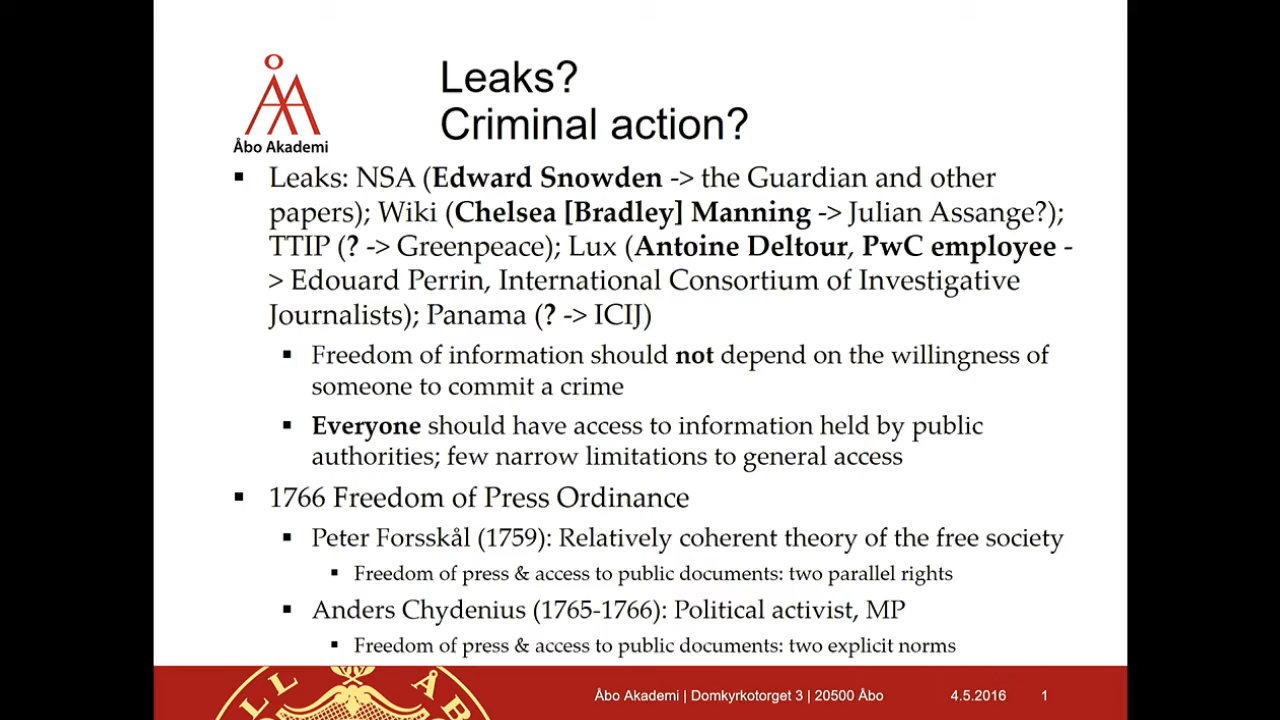 Leaks?
Criminal action?
Åbo Akademi
▪ Leaks: NSA (Edward Snowden -> the Guardian and other
papers); Wiki (Chelsea [Bradley] Manning -> Julian Assange?);
TTIP (? -> Greenpeace); Lux (Antoine Deltour, PwC employee -
> Edouard Perrin, International Consortium of Investigative
Journalists); Panama (? -> ICIJ)
▪ Freedom of information should not depend on the willingness of
someone to commit a crime
▪ Everyone should have access to information held by public
authorities; few narrow limitations to general access
▪ 1766 Freedom of Press Ordinance
▪ Peter Forsskål (1759): Relatively coherent theory of the free society
▪ Freedom of press & access to public documents: two parallel rights
▪ Anders Chydenius (1765-1766): Political activist, MP
▪ Freedom of press & access to public documents: two explicit norms
LL ÅB
Åbo Akademi | Domkyrkotorget 3 | 20500 Åbo 4.5.2016 1